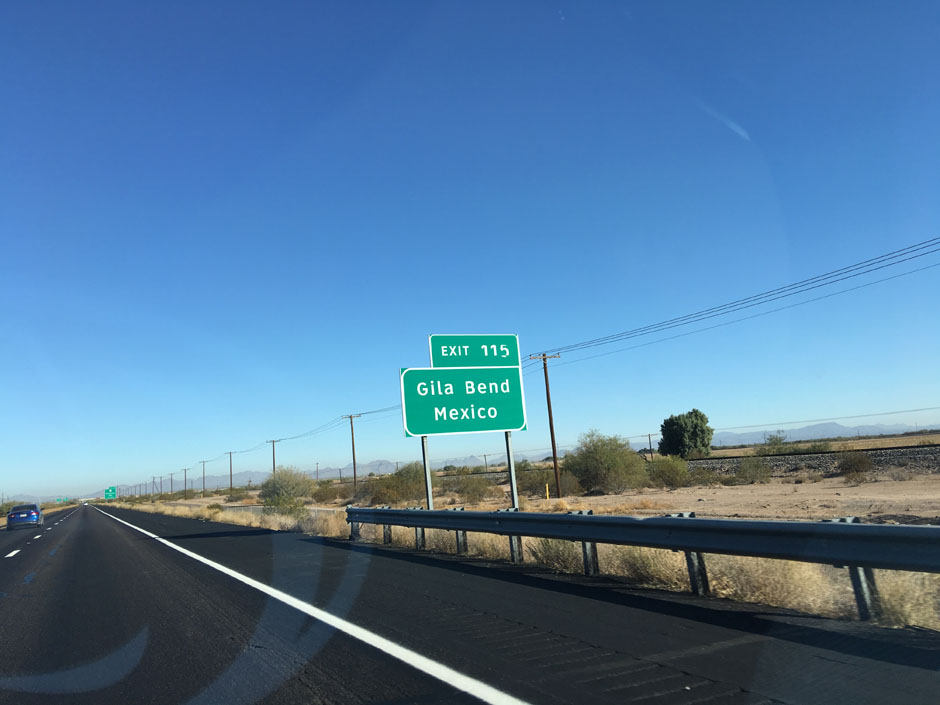 EXIT 115
Gila Bend
Mexico